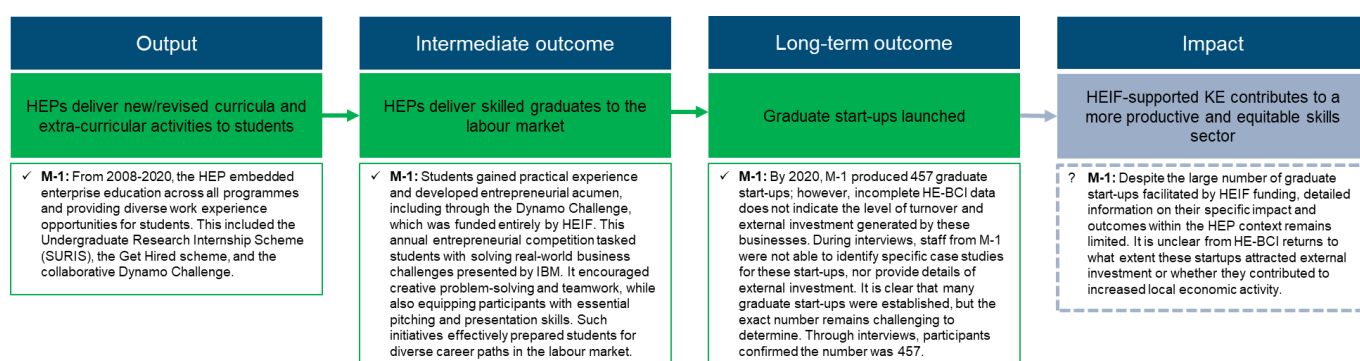 Output
HEPs deliver new/revised curricula and
extra-curricular activities to students
✓ M-1: From 2008-2020, the HEP embedded
enterprise education across all programmes
and providing diverse work experience
opportunities for students. This included the
Undergraduate Research Internship Scheme
(SURIS), the Get Hired scheme, and the
collaborative Dynamo Challenge.
Intermediate outcome
HEPs deliver skilled graduates to the
labour market
✓ M-1: Students gained practical experience
and developed entrepreneurial acumen,
including through the Dynamo Challenge,
which was funded entirely by HEIF. This
annual entrepreneurial competition tasked
students with solving real-world business
challenges presented by IBM. It encouraged
creative problem-solving and teamwork, while
also equipping participants with essential
pitching and presentation skills. Such
initiatives effectively prepared students for
diverse career paths in the labour market.
Long-term outcome
Graduate start-ups launched
✓ M-1: By 2020, M-1 produced 457 graduate
start-ups; however, incomplete HE-BCI data
does not indicate the level of turnover and
external investment generated by these
businesses. During interviews, staff from M-1
were not able to identify specific case studies
for these start-ups, nor provide details of
external investment. It is clear that many
graduate start-ups were established, but the
exact number remains challenging to
determine. Through interviews, participants
confirmed the number was 457.
Impact
HEIF-supported KE contributes to a
more productive and equitable skills
sector
? M-1: Despite the large number of graduate
start-ups facilitated by HEIF funding, detailed
information on their specific impact and
outcomes within the HEP context remains
limited. It is unclear from HE-BCI returns to
what extent these startups attracted external
investment or whether they contributed to
increased local economic activity.